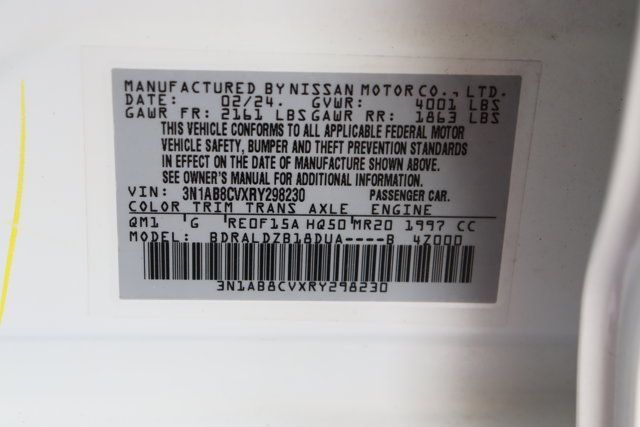 MANUFACTURED BY NISSAN MOTOR CO., LTD.
DATE: 02/24. GVWR: 4001 LBS
GAWR FR: 2161 LBS GAWR RR: 1863 LBS
THIS VEHICLE CONFORMS TO ALL APPLICABLE FEDERAL MOTOR
VEHICLE SAFETY, BUMPER AND THEFT PREVENTION STANDARDS
IN EFFECT ON THE DATE OF MANUFACTURE SHOWN ABOVE.
SEE OWNER'S MANUAL FOR ADDITIONAL INFORMATION.
VIN: 3N1AB8CVXRY298230 PASSENGER CAR.
COLOR TRIM TRANS AXLE ENGINE
QM1 G RE0F15A HQ50 MR20 1997 CC
MODEL: BDRALDZB18DUA----B 4Z000
3N1AB8CVXRY298230